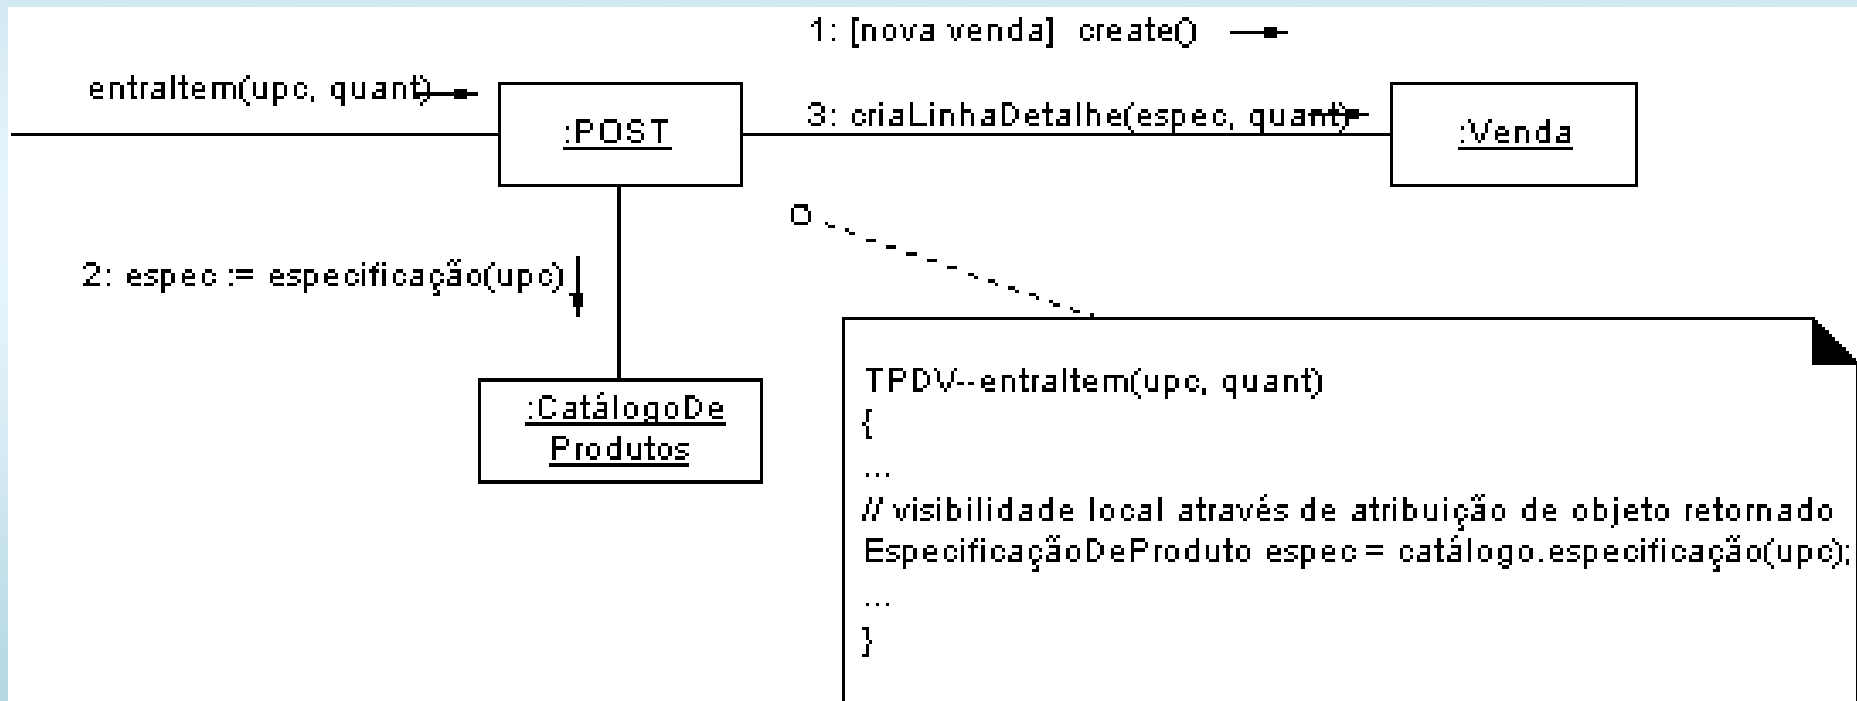 1: [nova venda] create()
entraItem(upc, quant)
:POST
3: criaLinhaDetalhe(espec, quant)
:Venda
2: espec := especificação(upc)
:CatálogoDe
Produtos
TPDV--entraItem(upc, quant)
{
...
// visibilidade local através de atribuição de objeto retornado
EspecificaçãoDeProduto espec = catálogo.especificação(upc);
...
}